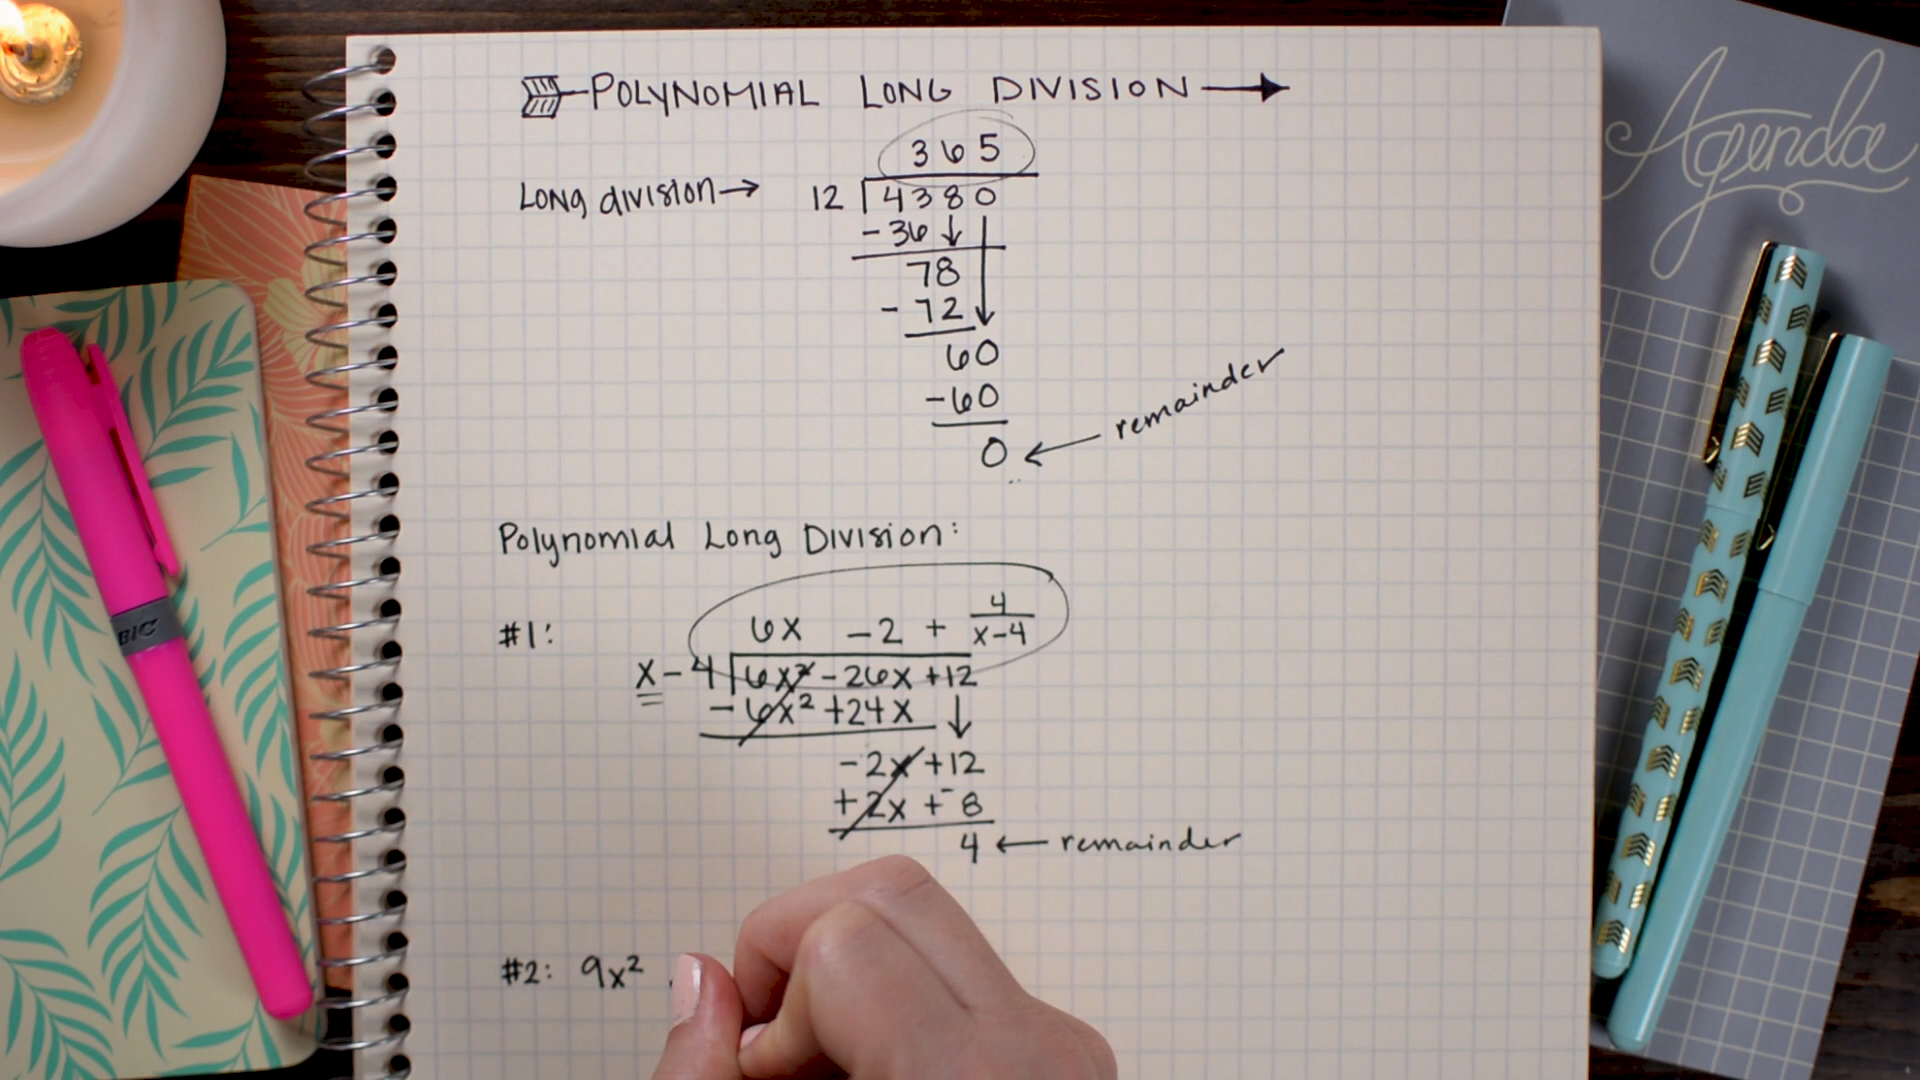 POLYNOMIAL LONG DIVISION
365
Long division → 12 4380
- 36
78
- 72
60
-60
0 ← remainder
Polynomial Long Division:
#1: 6x - 2 + 4/(x-4)
x - 4 6x² - 26x + 12
- 6x² + 24x
- 2x + 12
+ 2x + - 8
4 ← remainder
#2: 9x²
Agenda
BIC